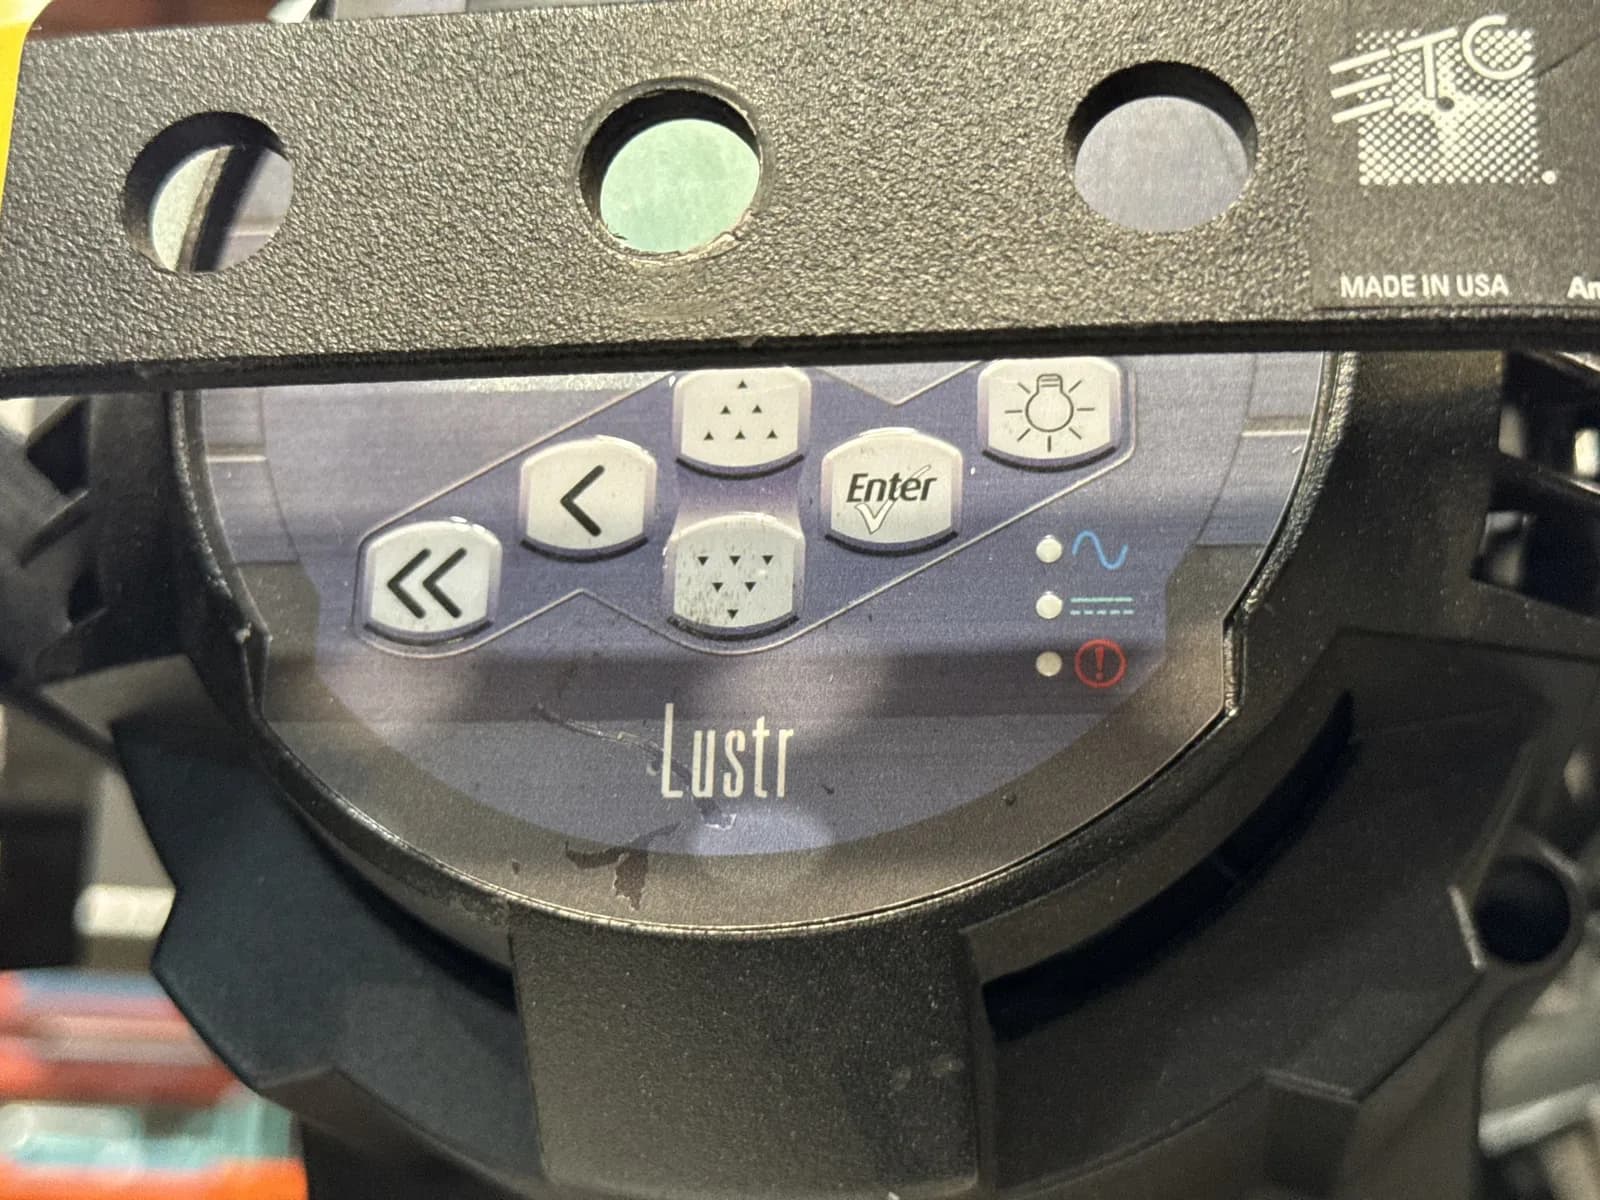 ETC
MADE IN USA
Enter
Lustr